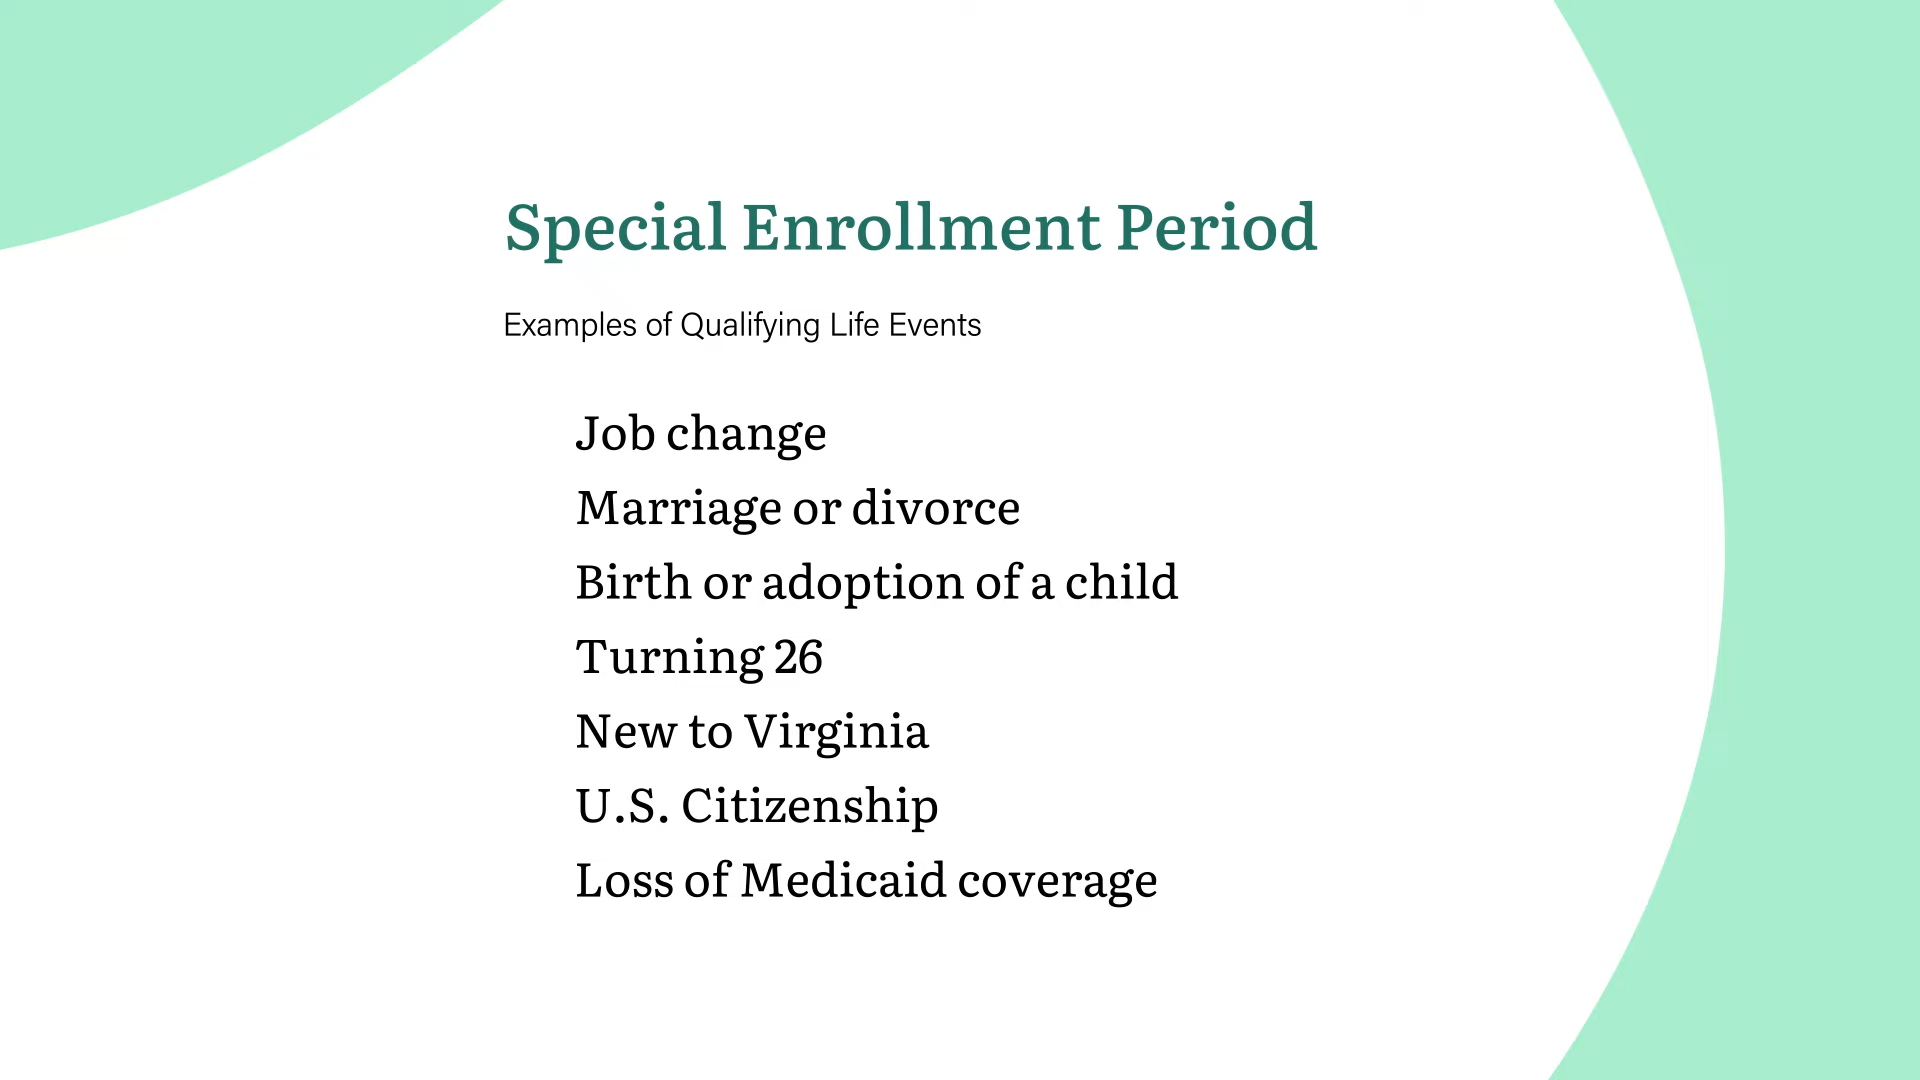 Special Enrollment Period
Examples of Qualifying Life Events
Job change
Marriage or divorce
Birth or adoption of a child
Turning 26
New to Virginia
U.S. Citizenship
Loss of Medicaid coverage